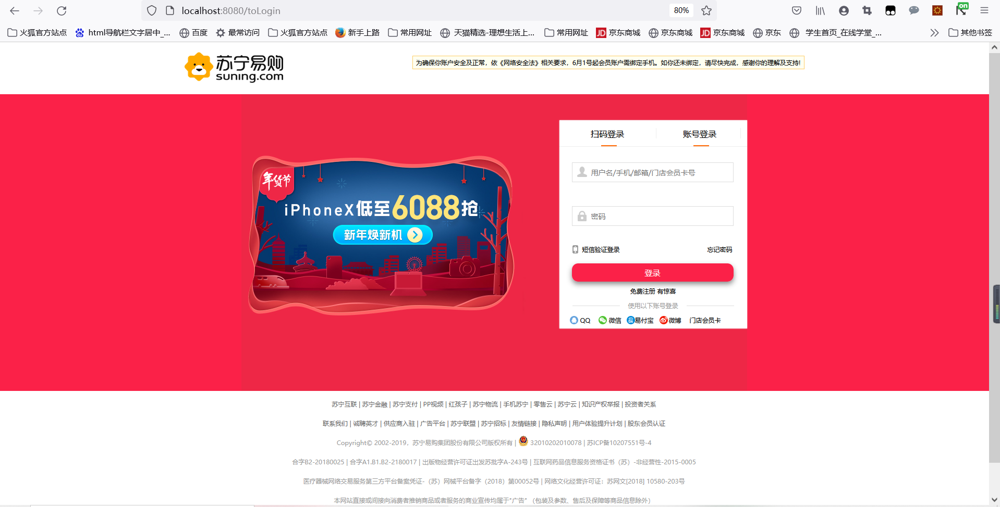 localhost:8080/toLogin
80%
on
火狐官方站点
html导航栏文字居中_...
百度
最常访问
火狐官方站点
新手上路
常用网址
天猫精选-理想生活上...
常用网址
JD 京东商城
京东商城
JD 京东商城
京东
学生首页_在线学堂_...
其他书签
苏宁易购
suning.com
为确保你账户安全及正常，依《网络安全法》相关要求，6月1号起会员账户需绑定手机。如你还未绑定，请尽快完成，感谢你的理解及支持!
扫码登录
账号登录
年货节
iPhoneX低至6088抢
新年焕新机
用户名/手机/邮箱/门店会员卡号
密码
短信验证登录
忘记密码
登录
免费注册 有惊喜
使用以下账号登录
QQ
微信
易付宝
微博
门店会员卡
苏宁互联 | 苏宁金融 | 苏宁支付 | PP视频 | 红孩子 | 苏宁物流 | 手机苏宁 | 零售云 | 苏宁云 | 知识产权举报 | 投资者关系
联系我们 | 诚聘英才 | 供应商入驻 | 广告平台 | 苏宁联盟 | 苏宁招标 | 友情链接 | 隐私声明 | 用户体验提升计划 | 股东会员认证
Copyright© 2002-2019，苏宁易购集团股份有限公司版权所有 | 32010202010078 | 苏ICP备10207551号-4
合字B2-20180025 | 合字A1.B1.B2-2180017 | 出版物经营许可证出发苏批字A-243号 | 互联网药品信息服务资格证书（苏）-非经营性-2015-0005
医疗器械网络交易服务第三方平台备案凭证-（苏）网械平台备字（2018）第00052号 | 网络文化经营许可证：苏网文[2018] 10580-203号
本网站直接或间接向消费者推销商品或者服务的商业宣传均属于"广告" （包装及参数、售后及保障等商品信息除外）